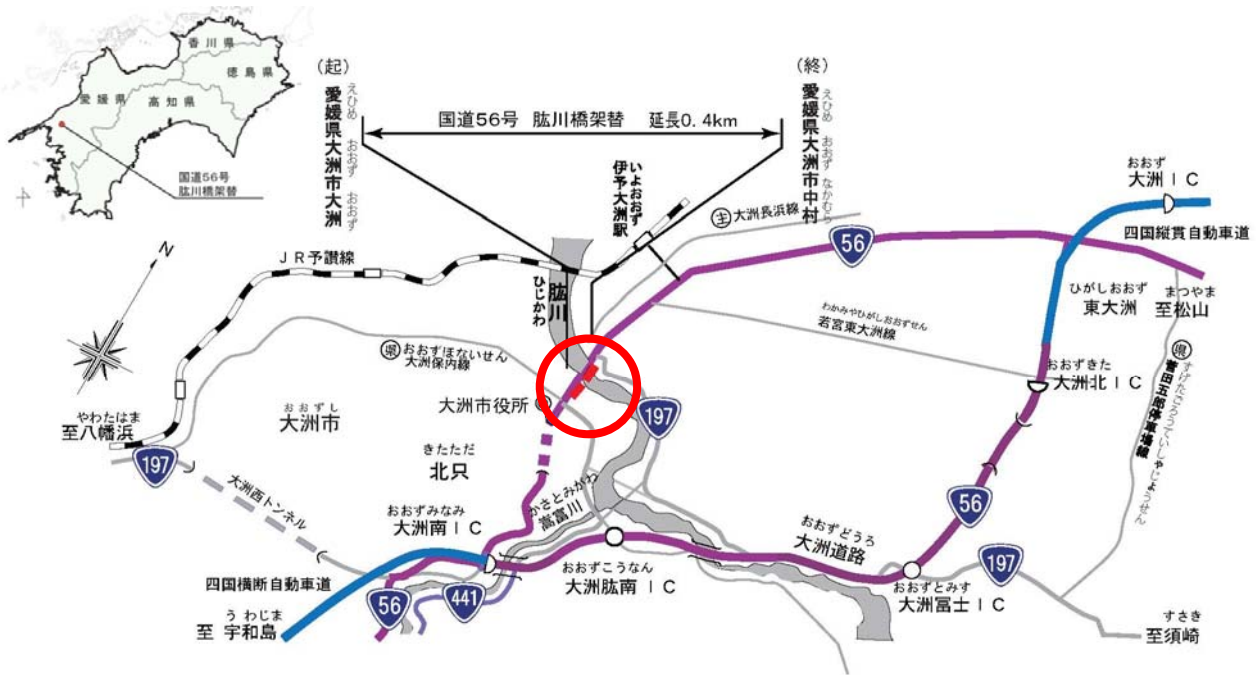 香川県
徳島県
愛媛県
高知県
国道56号
肱川橋架替
(起)
えひめ おおず おおず
愛媛県大洲市大洲
国道56号 肱川橋架替 延長0.4km
(終)
えひめ おおず なかむら
愛媛県大洲市中村
いよおおず
伊予大洲駅
主 大洲長浜線
おおず
大洲IC
四国縦貫自動車道
56
N
JR予讃線
肱川
ひじかわ
ひがしおおず
東大洲
まつやま
至松山
わかみやひがしおおずせん
若宮東大洲線
県 おおずほないせん
大洲保内線
大洲市役所
おおずきた
大洲北IC
県
すげたごろうていしゃじょうせん
菅田五郎停車場線
やわたはま
至八幡浜
197
おおずし
大洲市
きたただ
北只
197
大洲西トンネル
おおずみなみ
大洲南IC
かさとみがわ
嵩富川
56
おおずどうろ
大洲道路
四国横断自動車道
うわじま
至 宇和島
56
441
おおずこうなん
大洲肱南IC
おおずとみす
大洲冨士IC
197
すさき
至須崎